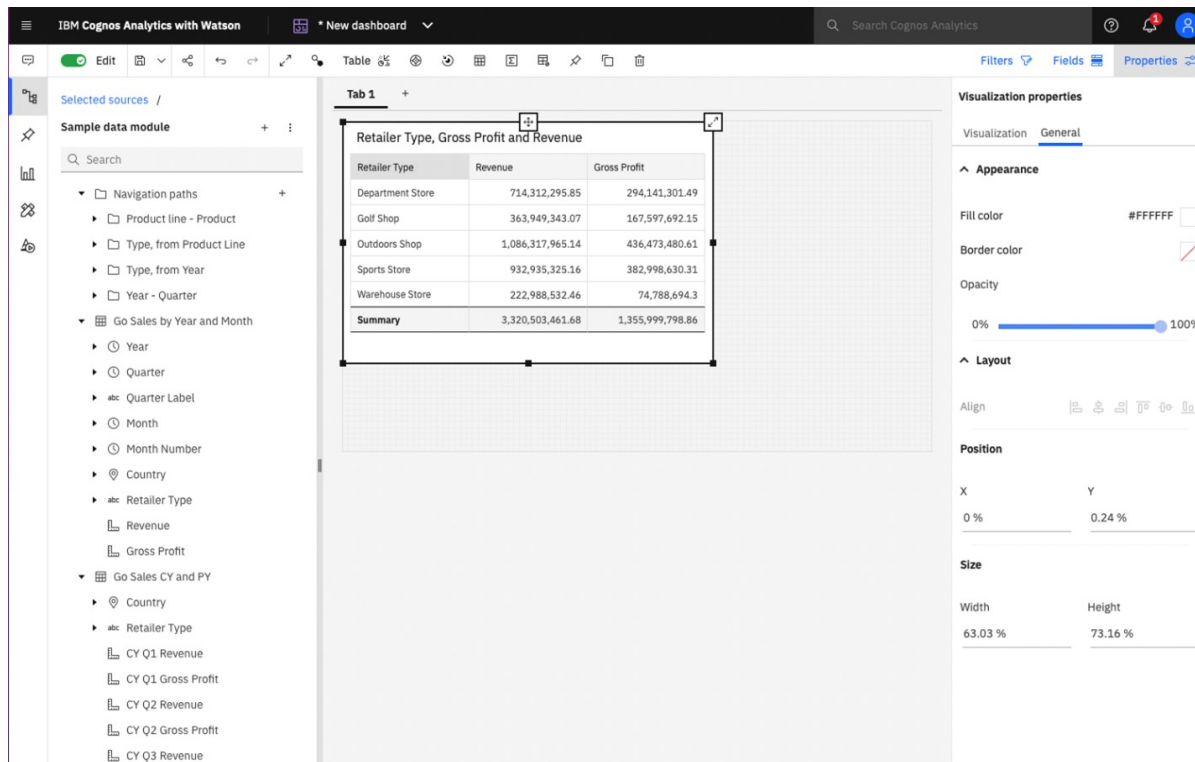 IBM Cognos Analytics with Watson
* New dashboard
Search Cognos Analytics
1
Edit
Table
Filters
Fields
Properties
Selected sources /
Sample data module
Search
Navigation paths
Product line - Product
Type, from Product Line
Type, from Year
Year - Quarter
Go Sales by Year and Month
Year
Quarter
abc Quarter Label
Month
Month Number
Country
abc Retailer Type
Revenue
Gross Profit
Go Sales CY and PY
Country
abc Retailer Type
CY Q1 Revenue
CY Q1 Gross Profit
CY Q2 Revenue
CY Q2 Gross Profit
CY Q3 Revenue
Tab 1 +
Retailer Type, Gross Profit and Revenue
Retailer Type Revenue Gross Profit
Department Store 714,312,295.85 294,141,301.49
Golf Shop 363,949,343.07 167,597,692.15
Outdoors Shop 1,086,317,965.14 436,473,480.61
Sports Store 932,935,325.16 382,998,630.31
Warehouse Store 222,988,532.46 74,788,694.3
Summary 3,320,503,461.68 1,355,999,798.86
Visualization properties
Visualization General
Appearance
Fill color #FFFFFF
Border color
Opacity
0% 100%
Layout
Align
Position
X Y
0 % 0.24 %
Size
Width Height
63.03 % 73.16 %